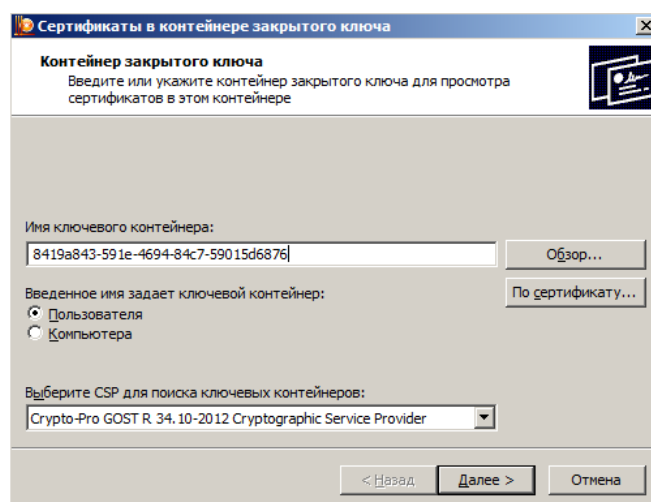 Сертификаты в контейнере закрытого ключа
Контейнер закрытого ключа
Введите или укажите контейнер закрытого ключа для просмотра
сертификатов в этом контейнере
Имя ключевого контейнера:
8419a843-591e-4694-84c7-59015d6876
Обзор...
Введенное имя задает ключевой контейнер:
По сертификату...
Пользователя
Компьютера
Выберите CSP для поиска ключевых контейнеров:
Crypto-Pro GOST R 34.10-2012 Cryptographic Service Provider
< Назад
Далее >
Отмена